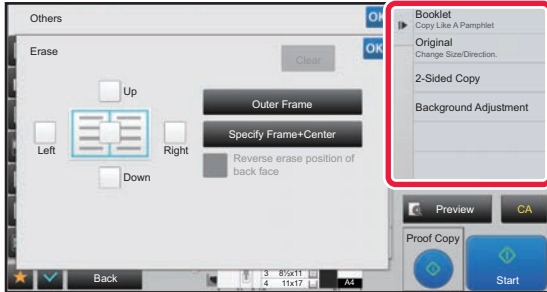 Others
OK
Erase
Clear
OK
Up
Left
Right
Down
Outer Frame
Specify Frame+Center
Reverse erase position of
back face
Booklet
Copy Like A Pamphlet
Original
Change Size/Direction.
2-Sided Copy
Background Adjustment
Preview
CA
Proof Copy
Start
Back
3 8½x11
4 11x17
A4